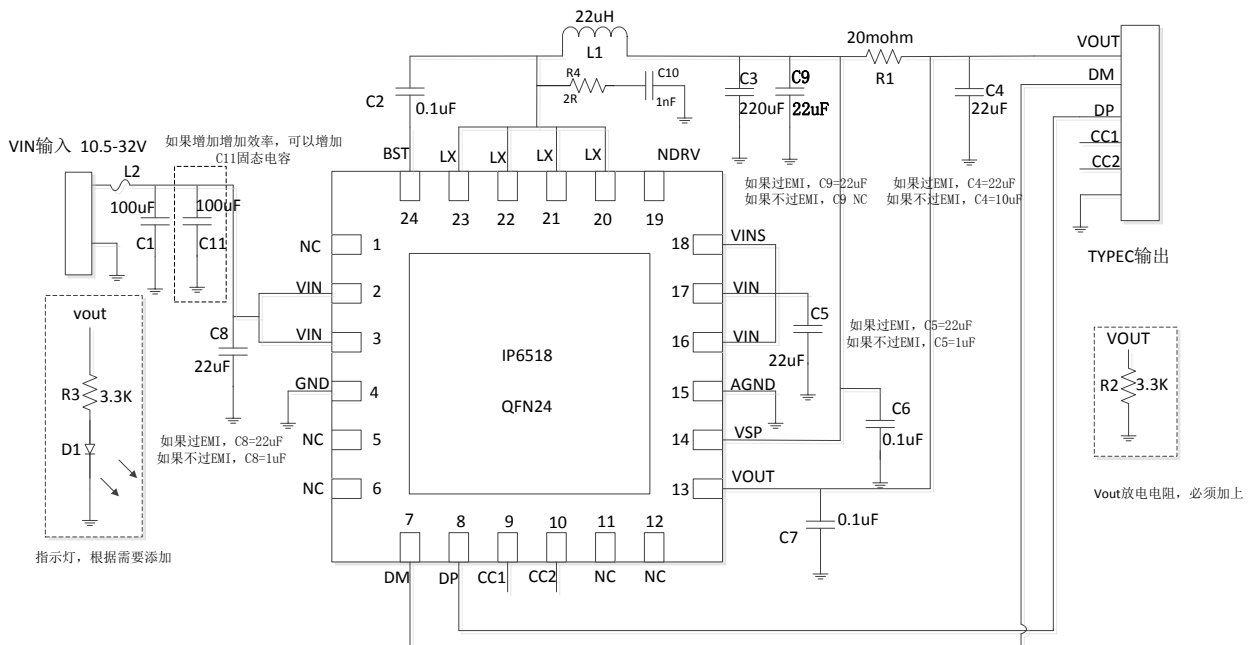 22uH
L1
20mohm
R1
VOUT
DM
DP
CC1
CC2
TYPEC输出
R4
2R
C10
1nF
C2
0.1uF
C3
220uF
C9
22uF
C4
22uF
VIN输入 10.5-32V
如果增加增加效率，可以增加
C11固态电容
L2
100uF
C1
100uF
C11
BST
LX
LX
LX
LX
NDRV
24
23
22
21
20
19
如果过EMI，C9=22uF
如果不过EMI，C9 NC
如果过EMI，C4=22uF
如果不过EMI，C4=10uF
NC
1
VIN
2
VIN
3
GND
4
NC
5
NC
6
18
VINS
17
VIN
16
VIN
15
AGND
14
VSP
13
VOUT
IP6518
QFN24
C8
22uF
如果过EMI，C8=22uF
如果不过EMI，C8=1uF
C5
22uF
如果过EMI，C5=22uF
如果不过EMI，C5=1uF
C6
0.1uF
C7
0.1uF
vout
R3
3.3K
D1
指示灯，根据需要添加
VOUT
R2
3.3K
Vout放电电阻，必须加上
7
8
9
10
11
12
DM
DP
CC1
CC2
NC
NC